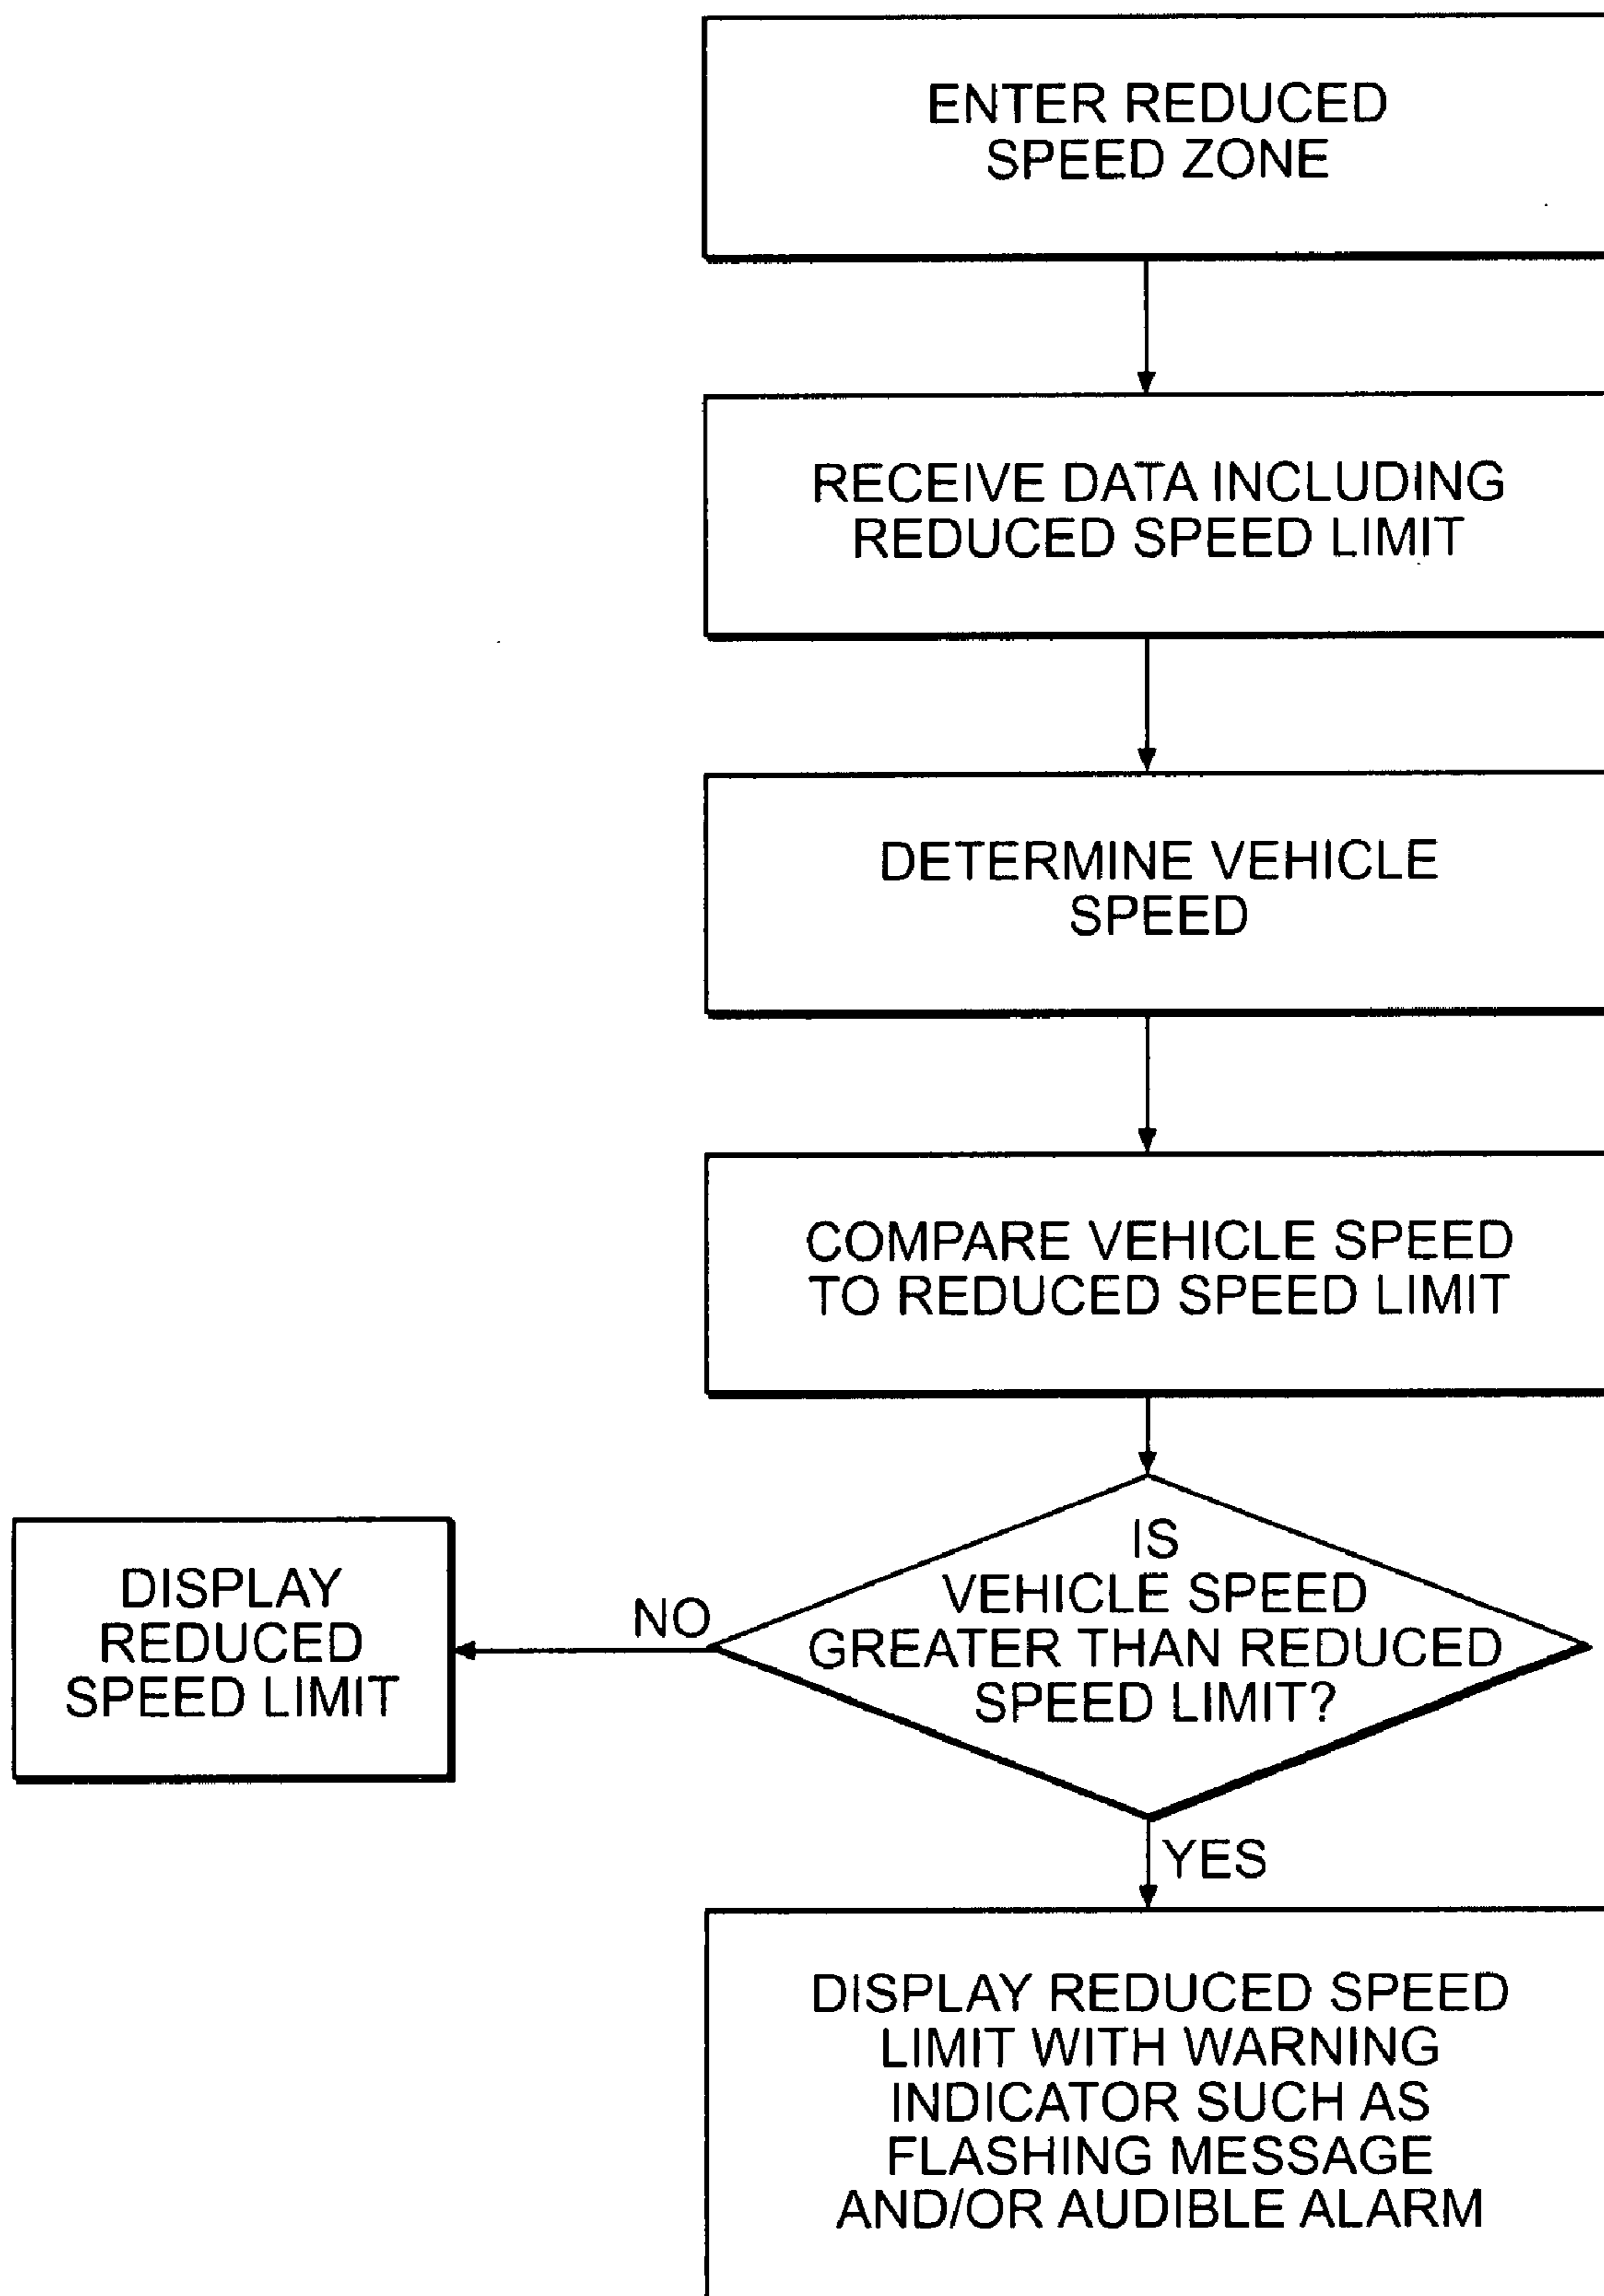 ENTER REDUCED
SPEED ZONE
RECEIVE DATA INCLUDING
REDUCED SPEED LIMIT
DETERMINE VEHICLE
SPEED
COMPARE VEHICLE SPEED
TO REDUCED SPEED LIMIT
IS
VEHICLE SPEED
GREATER THAN REDUCED
SPEED LIMIT?
NO
DISPLAY
REDUCED
SPEED LIMIT
YES
DISPLAY REDUCED SPEED
LIMIT WITH WARNING
INDICATOR SUCH AS
FLASHING MESSAGE
AND/OR AUDIBLE ALARM